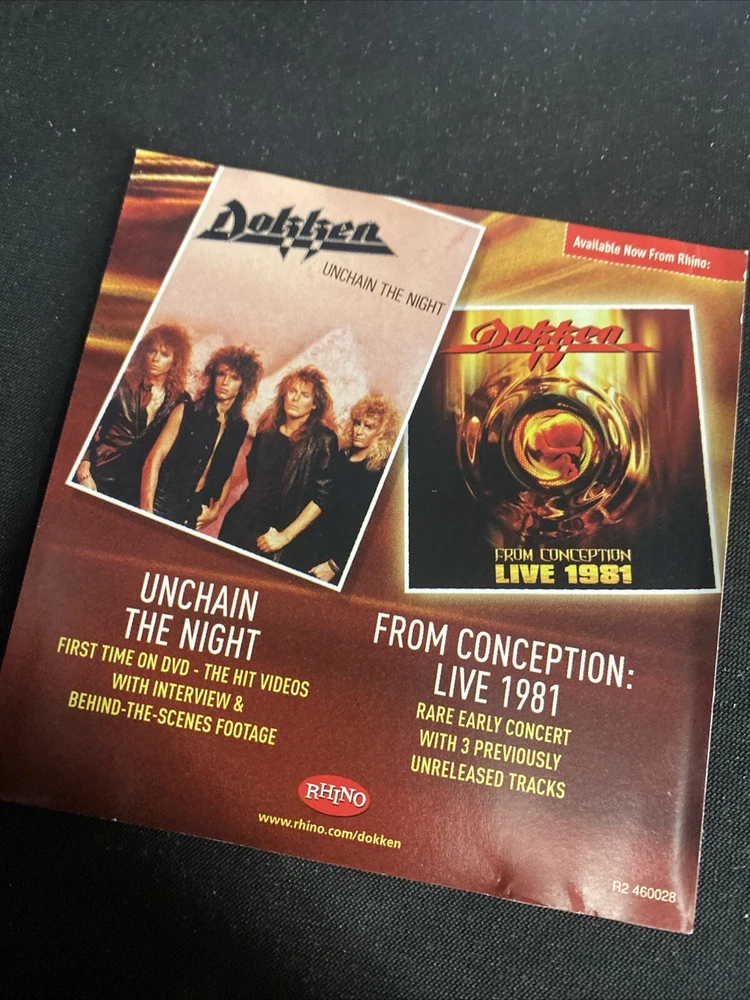 Available Now From Rhino:
Dokken
UNCHAIN THE NIGHT
Dokken
FROM CONCEPTION
LIVE 1981
UNCHAIN
THE NIGHT
FIRST TIME ON DVD - THE HIT VIDEOS
WITH INTERVIEW &
BEHIND-THE-SCENES FOOTAGE
FROM CONCEPTION:
LIVE 1981
RARE EARLY CONCERT
WITH 3 PREVIOUSLY
UNRELEASED TRACKS
RHINO
www.rhino.com/dokken
R2 460028